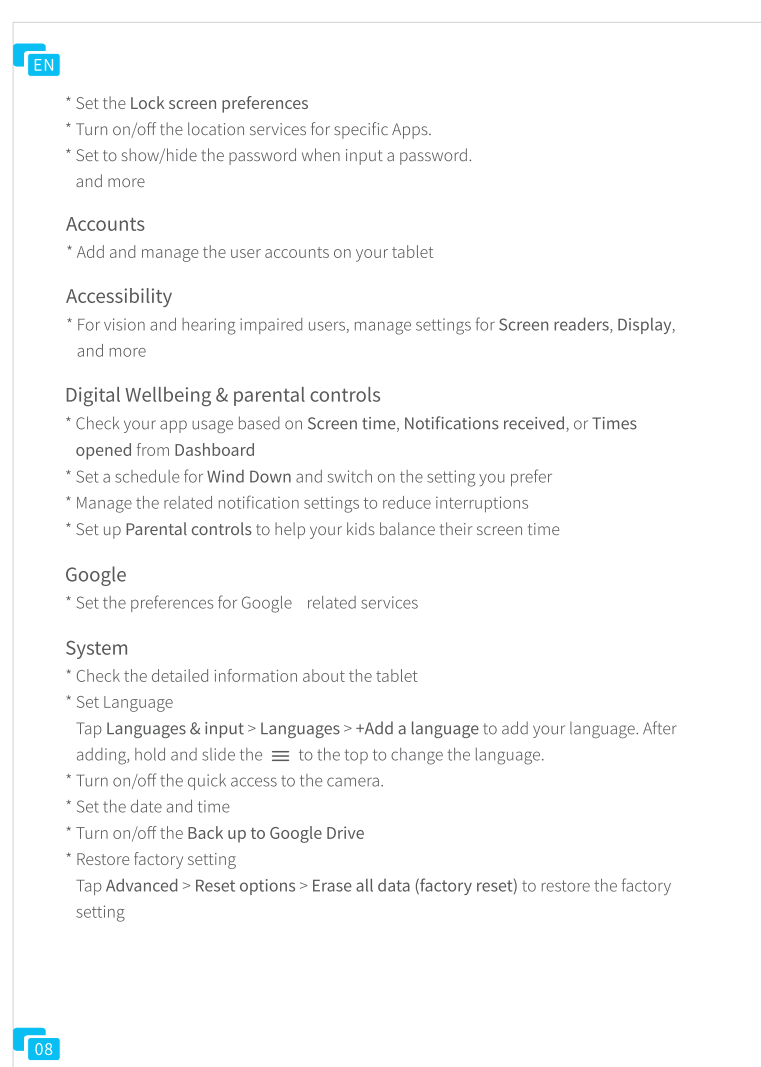 EN
* Set the Lock screen preferences
* Turn on/off the location services for specific Apps.
* Set to show/hide the password when input a password.
and more
Accounts
* Add and manage the user accounts on your tablet
Accessibility
* For vision and hearing impaired users, manage settings for Screen readers, Display,
and more
Digital Wellbeing & parental controls
* Check your app usage based on Screen time, Notifications received, or Times
opened from Dashboard
* Set a schedule for Wind Down and switch on the setting you prefer
* Manage the related notification settings to reduce interruptions
* Set up Parental controls to help your kids balance their screen time
Google
* Set the preferences for Google related services
System
* Check the detailed information about the tablet
* Set Language
Tap Languages & input > Languages > +Add a language to add your language. After
adding, hold and slide the to the top to change the language.
* Turn on/off the quick access to the camera.
* Set the date and time
* Turn on/off the Back up to Google Drive
* Restore factory setting
Tap Advanced > Reset options > Erase all data (factory reset) to restore the factory
setting
08